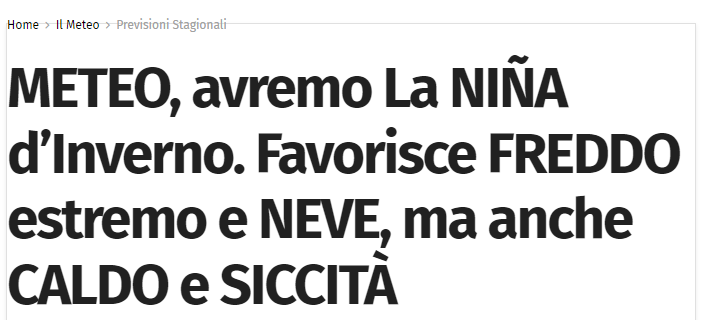 Home > Il Meteo > Previsioni Stagionali
METEO, avremo La NIÑA
d’Inverno. Favorisce FREDDO
estremo e NEVE, ma anche
CALDO e SICCITÀ